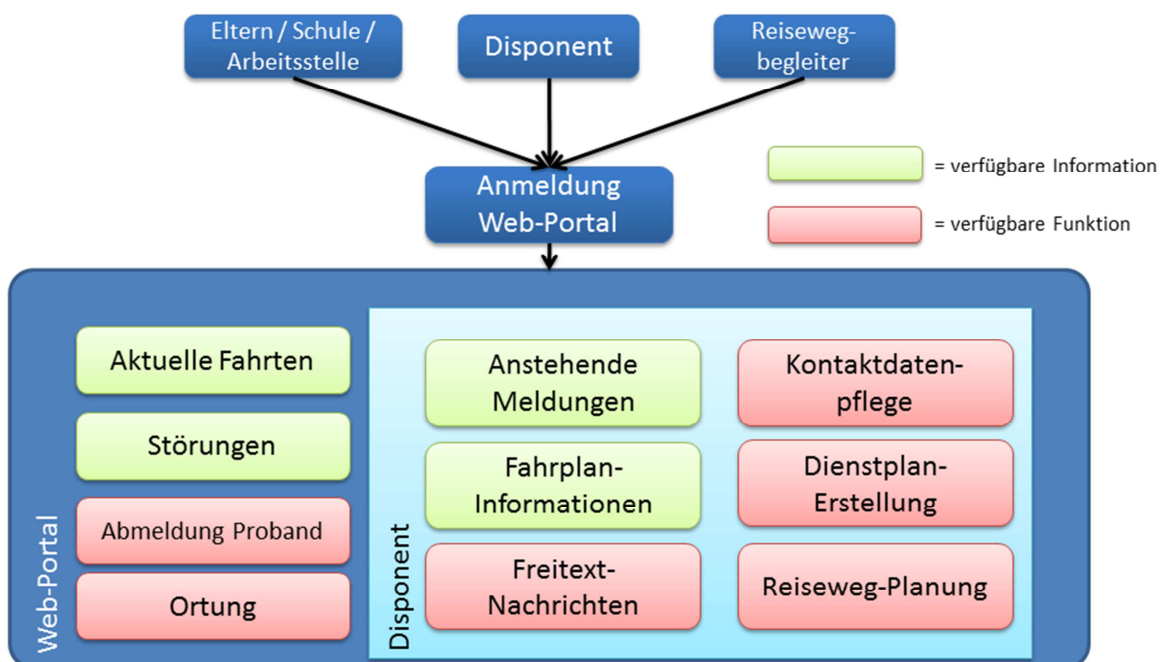 Eltern / Schule /
Arbeitsstelle
Disponent
Reiseweg-
begleiter
Anmeldung
Web-Portal
= verfügbare Information
= verfügbare Funktion
Web-Portal
Aktuelle Fahrten
Störungen
Abmeldung Proband
Ortung
Disponent
Anstehende
Meldungen
Fahrplan-
Informationen
Freitext-
Nachrichten
Kontaktdaten-
pflege
Dienstplan-
Erstellung
Reiseweg-Planung